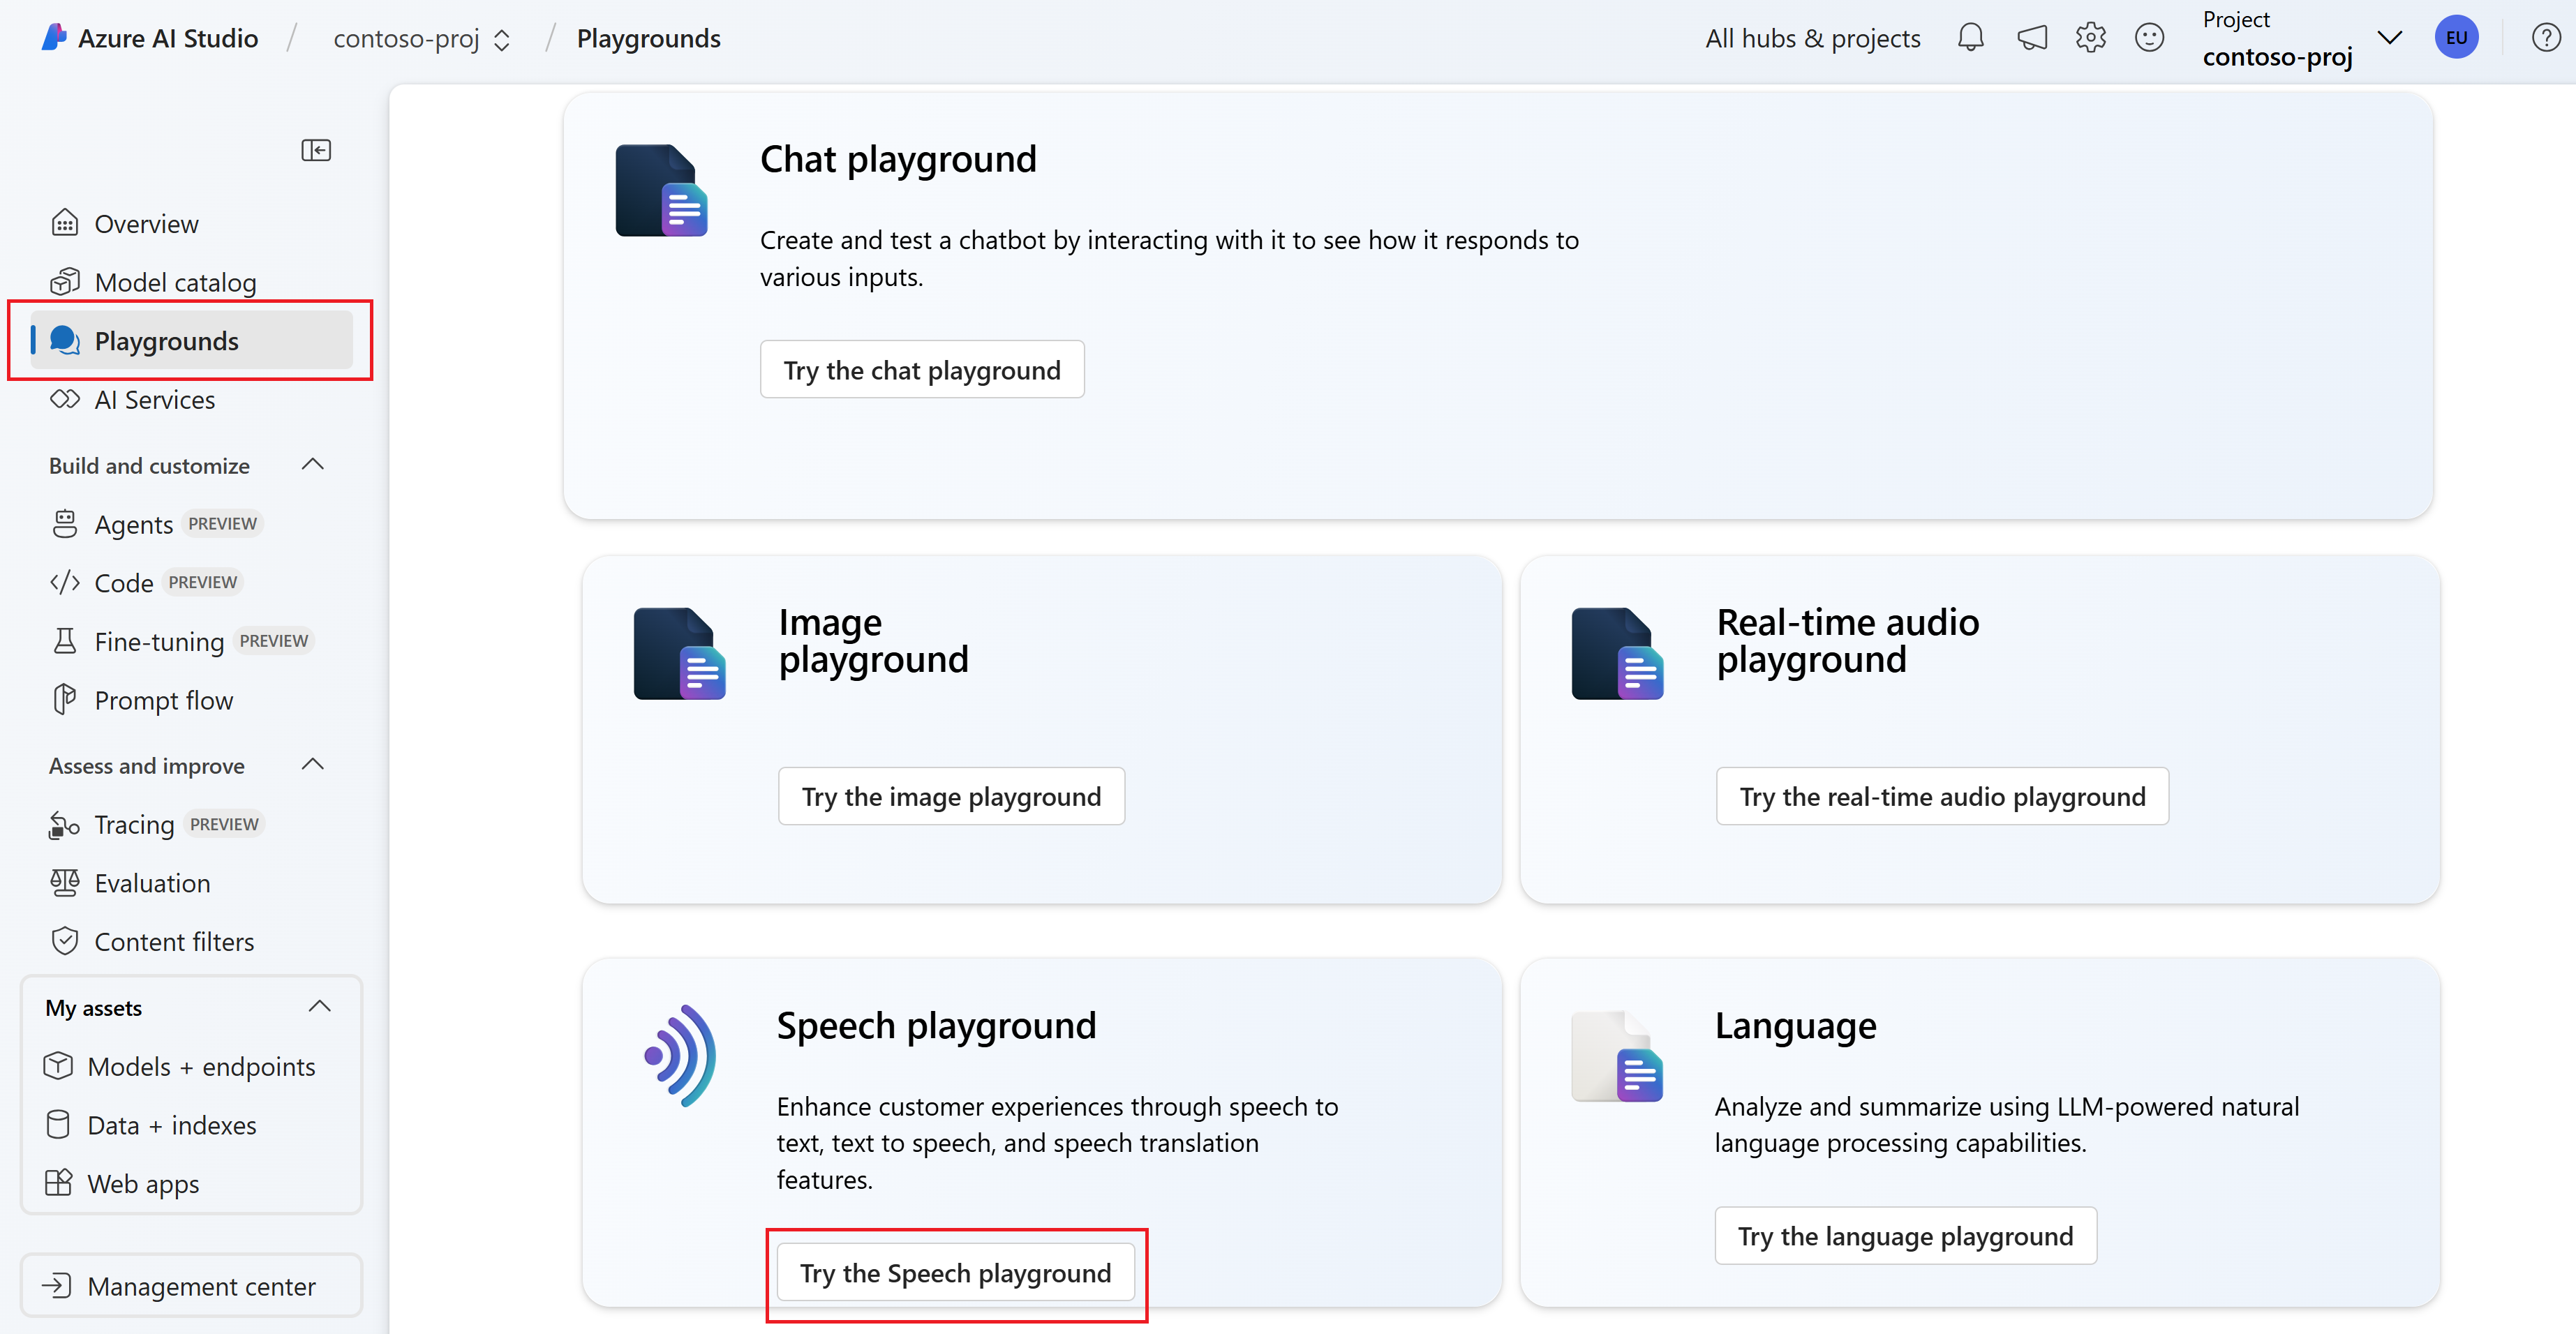 Azure AI Studio / contoso-proj / Playgrounds
All hubs & projects
Project
contoso-proj
EU
Overview
Model catalog
Playgrounds
AI Services
Build and customize
Agents PREVIEW
Code PREVIEW
Fine-tuning PREVIEW
Prompt flow
Assess and improve
Tracing PREVIEW
Evaluation
Content filters
My assets
Models + endpoints
Data + indexes
Web apps
Management center
Chat playground
Create and test a chatbot by interacting with it to see how it responds to
various inputs.
Try the chat playground
Image
playground
Try the image playground
Real-time audio
playground
Try the real-time audio playground
Speech playground
Enhance customer experiences through speech to
text, text to speech, and speech translation
features.
Try the Speech playground
Language
Analyze and summarize using LLM-powered natural
language processing capabilities.
Try the language playground